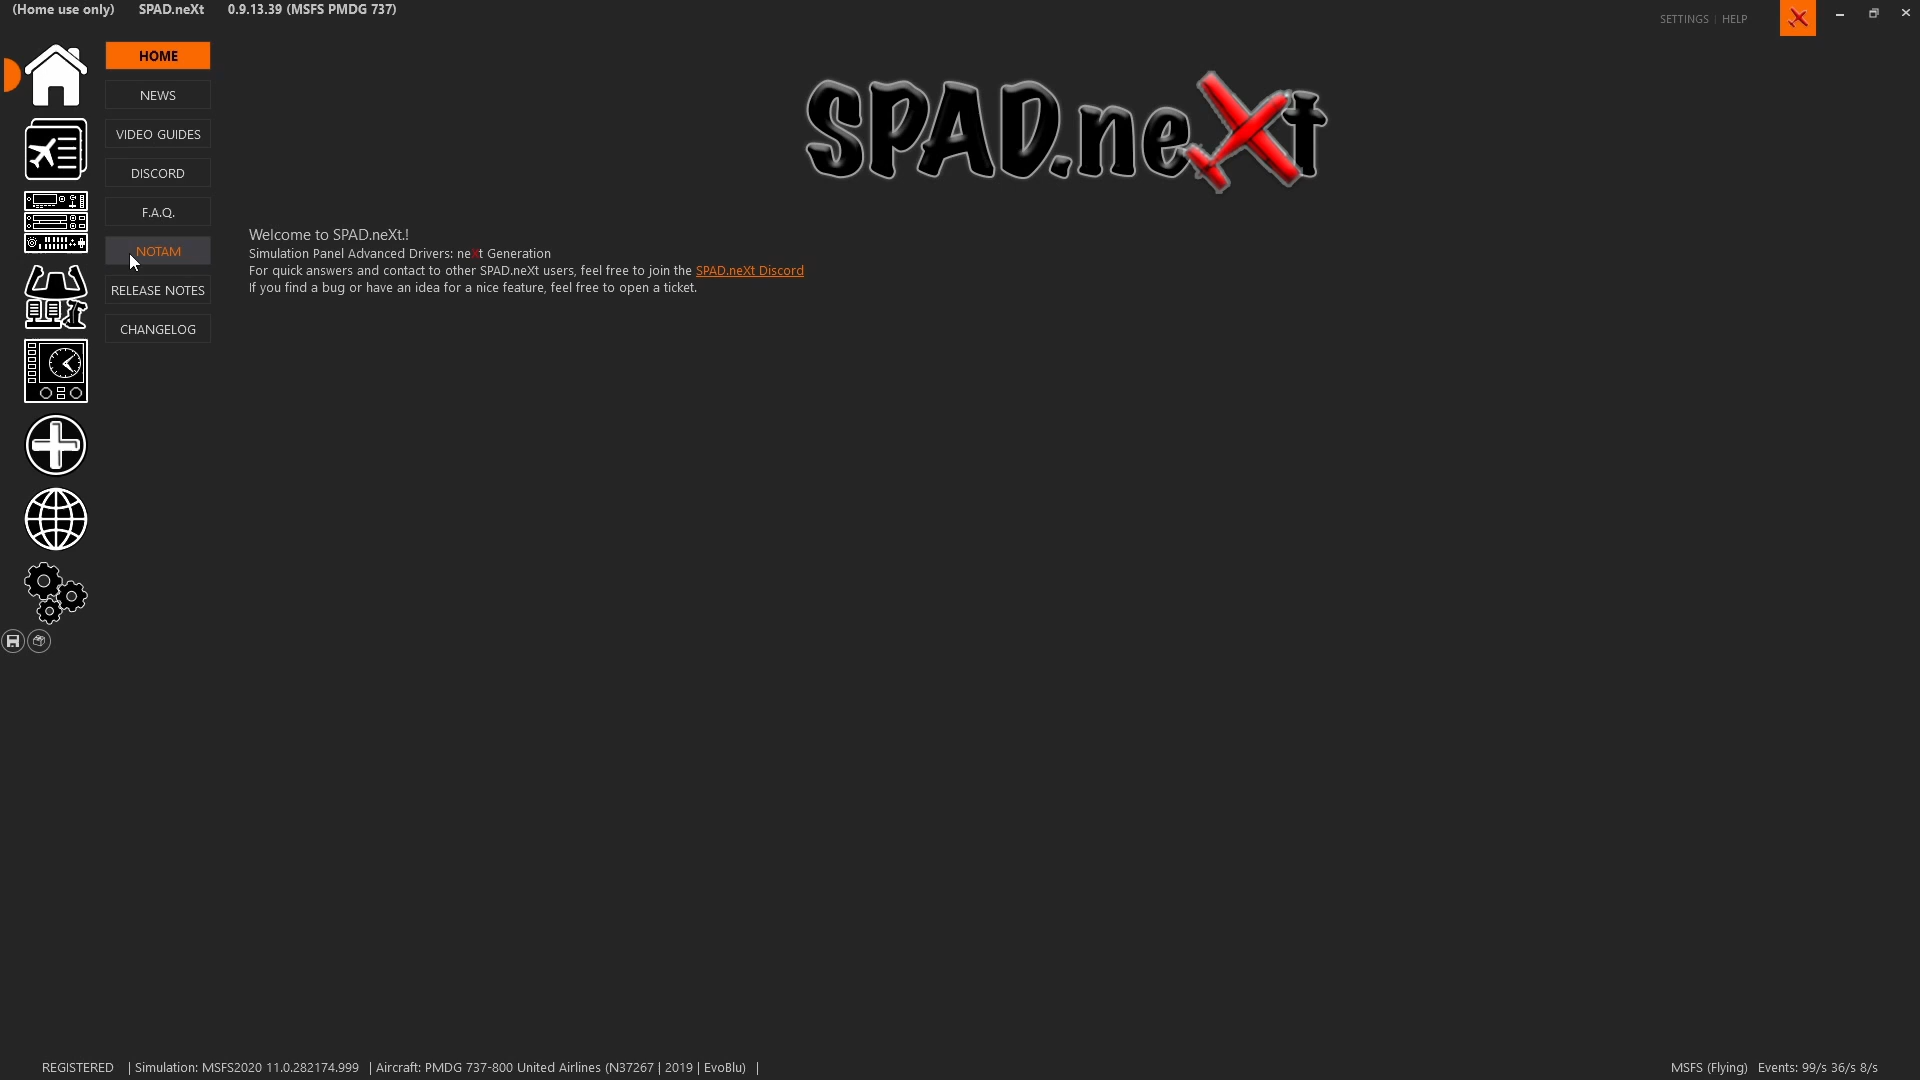 (Home use only) SPAD.neXt 0.9.13.39 (MSFS PMDG 737)
SETTINGS | HELP
HOME
NEWS
VIDEO GUIDES
DISCORD
F.A.Q.
NOTAM
RELEASE NOTES
CHANGELOG
SPAD.neXt
Welcome to SPAD.neXt.!
Simulation Panel Advanced Drivers: neXt Generation
For quick answers and contact to other SPAD.neXt users, feel free to join the SPAD.neXt Discord
If you find a bug or have an idea for a nice feature, feel free to open a ticket.
REGISTERED | Simulation: MSFS2020 11.0.282174.999 | Aircraft: PMDG 737-800 United Airlines (N37267 | 2019 | EvoBlu) |
MSFS (Flying) Events: 99/s 36/s 8/s